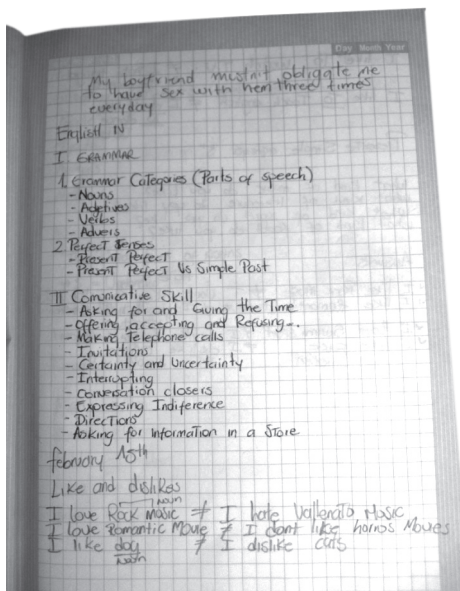 Day Month Year
My boyfriend mustn't obligate me
to have sex with hem three times
everyday
English IV
I GRAMMAR
1. Grammar Categories (Parts of speech)
- Nouns
- Adjetives
- Verbs
- Advers
2 Perfect Tenses
- Present Perfect
- Present Perfect Vs Simple Past
II Comunicative Skill
- Asking for and Giving the Time
- Offering, accepting and Refusing-.
- Making Telephone calls
- Invitations
- Certainty and Uncertainty
- Interrupting
- conversation closers
- Expressing Indiference
- Directions
- Asking for Information in a Store
february 15th
Like and dislikes
Noun
I love Rock music ≠ I hate Vallenato Music
I love Romantic Movie ≠ I dont like horros Movies
I like dog ≠ I dislike cats
Noun